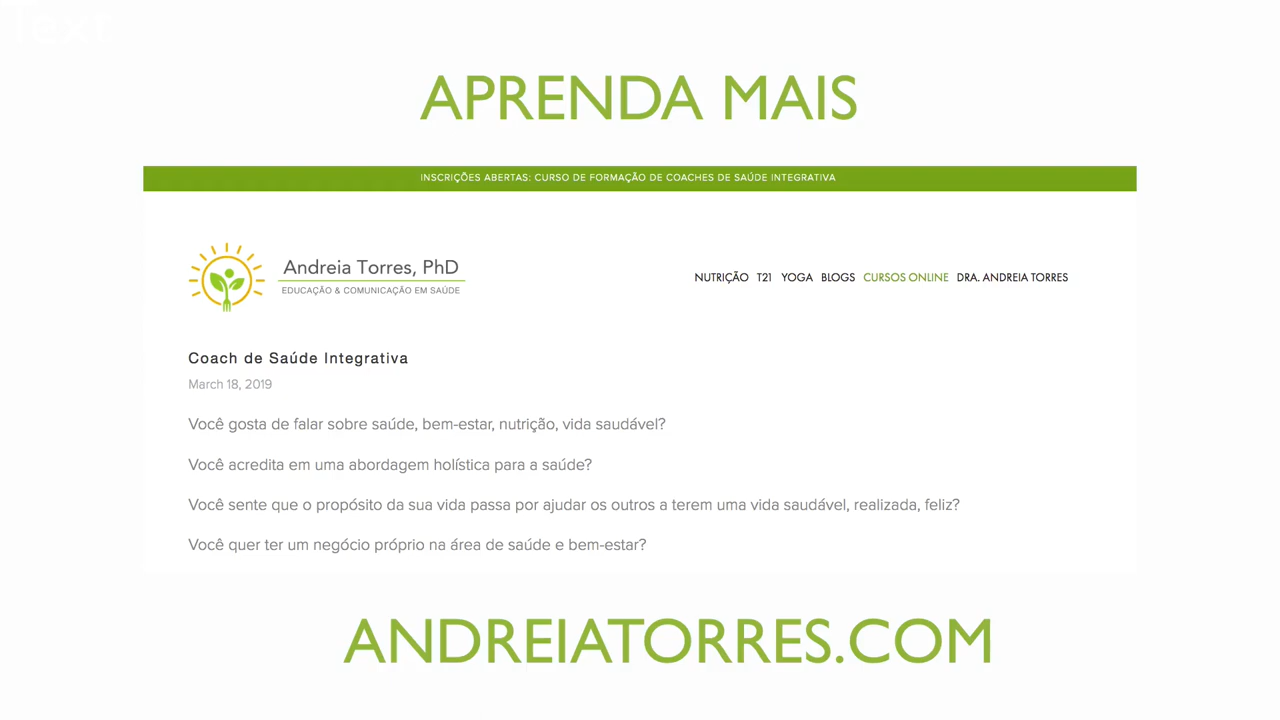 Text
APRENDA MAIS
INSCRIÇÕES ABERTAS: CURSO DE FORMAÇÃO DE COACHES DE SAÚDE INTEGRATIVA
Andreia Torres, PhD
EDUCAÇÃO & COMUNICAÇÃO EM SAÚDE
NUTRIÇÃO T21 YOGA BLOGS CURSOS ONLINE DRA. ANDREIA TORRES
Coach de Saúde Integrativa
March 18, 2019
Você gosta de falar sobre saúde, bem-estar, nutrição, vida saudável?
Você acredita em uma abordagem holística para a saúde?
Você sente que o propósito da sua vida passa por ajudar os outros a terem uma vida saudável, realizada, feliz?
Você quer ter um negócio próprio na área de saúde e bem-estar?
ANDREIATORRES.COM